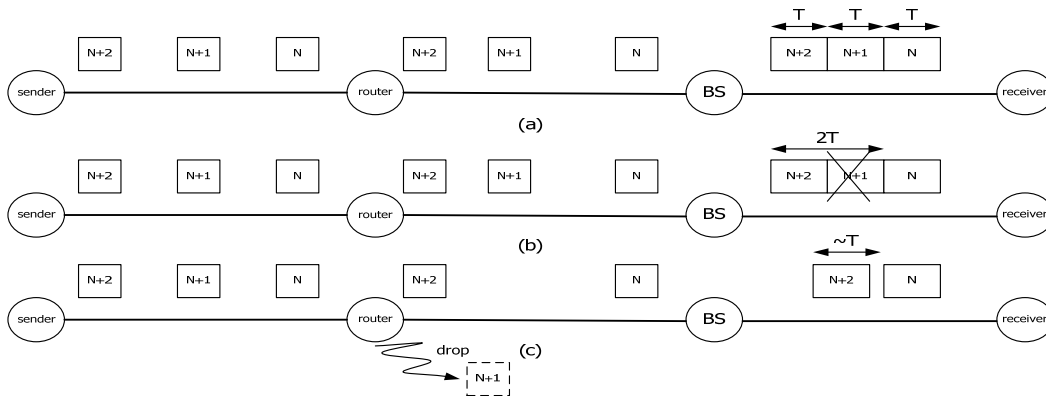 T T T
N+2 N+1 N N+2 N+1 N N+2 N+1 N
sender router BS receiver
(a)
2T
N+2 N+1 N N+2 N+1 N N+2 N+1 N
sender router BS receiver
(b)
~T
N+2 N+1 N N+2 N N+2 N
sender router BS receiver
drop (c)
N+1